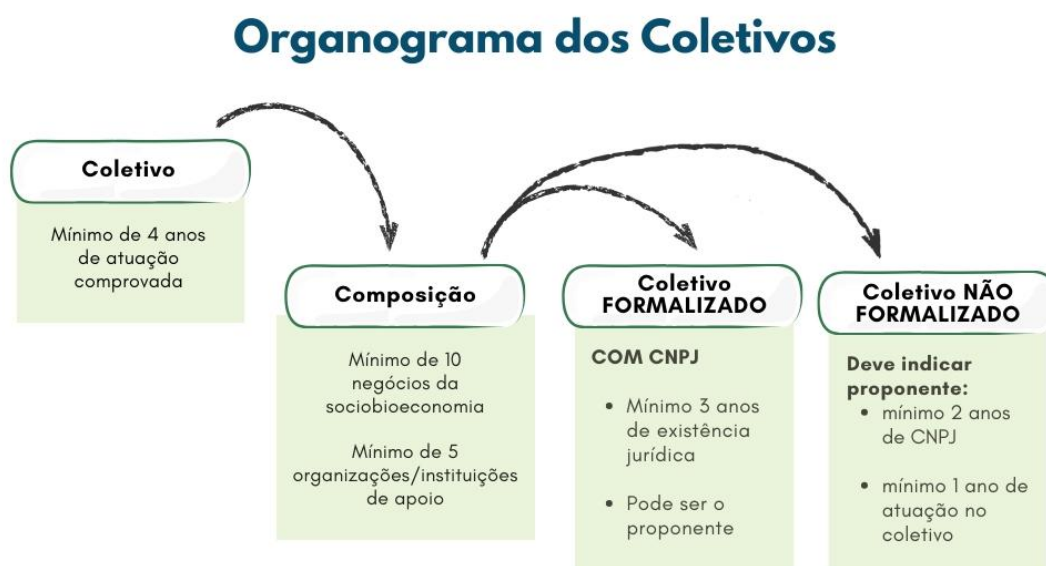 Organograma dos Coletivos
Coletivo
Mínimo de 4 anos
de atuação
comprovada
Composição
Mínimo de 10
negócios da
sociobioeconomia
Mínimo de 5
organizações/instituições
de apoio
Coletivo
FORMALIZADO
COM CNPJ
• Mínimo 3 anos
de existência
jurídica
• Pode ser o
proponente
Coletivo NÃO
FORMALIZADO
Deve indicar
proponente:
• mínimo 2 anos
de CNPJ
• mínimo 1 ano de
atuação no
coletivo